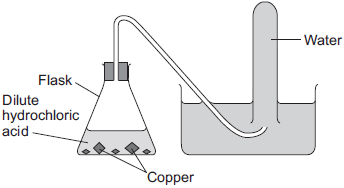 Water
Flask
Dilute
hydrochloric
acid
Copper